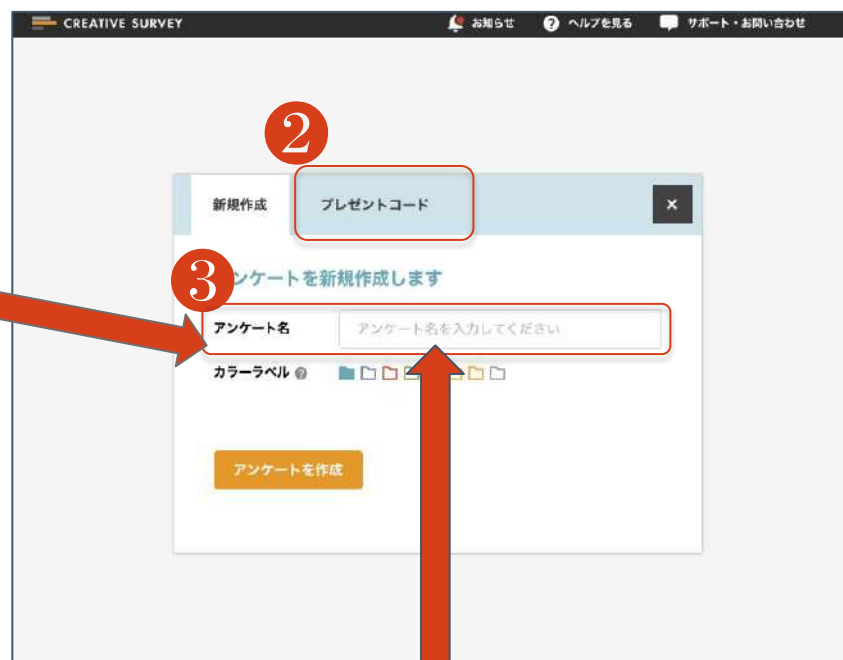 CREATIVE SURVEY
お知らせ
ヘルプを見る
サポート・お問い合わせ
2
新規作成
プレゼントコード
×
3
ンケートを新規作成します
アンケート名
アンケート名を入力してください
カラーラベル
アンケートを作成